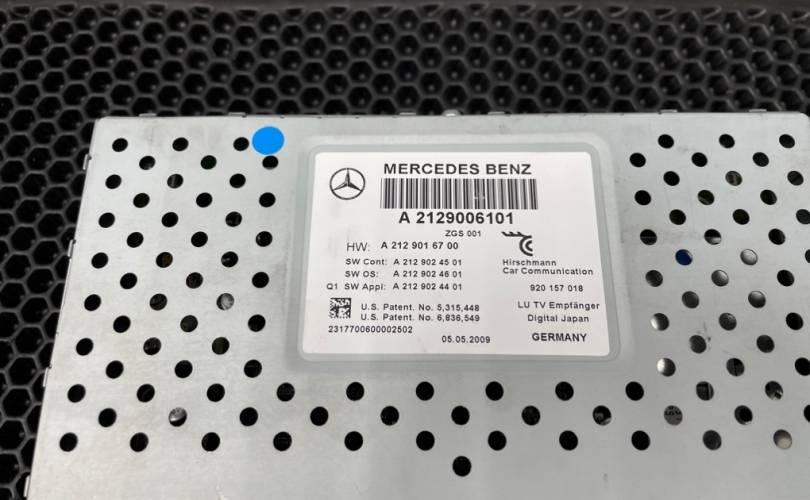 MERCEDES BENZ
A 2129006101
ZGS 001
HW: A 212 901 67 00
SW Cont: A 212 902 45 01
SW OS: A 212 902 46 01
Q1 SW Appl: A 212 902 44 01
Hirschmann
Car Communication
920 157 018
U.S. Patent. No. 5,315,448
U.S. Patent. No. 6,836,549
2317700600002502
05.05.2009
LU TV Empfänger
Digital Japan
GERMANY